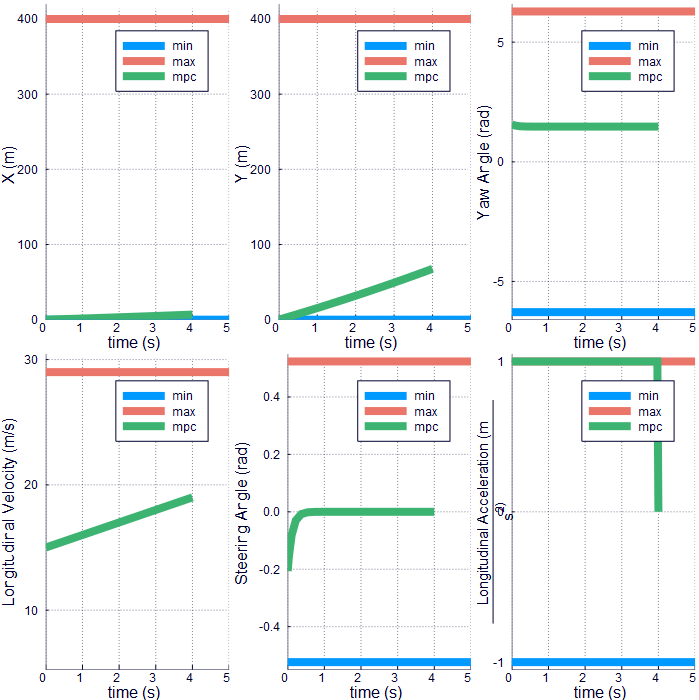 X (m)
400
300
200
100
0
min
max
mpc
0 1 2 3 4 5
time (s)
Y (m)
400
300
200
100
0
min
max
mpc
0 1 2 3 4 5
time (s)
Yaw Angle (rad)
5
0
-5
min
max
mpc
0 1 2 3 4 5
time (s)
Longitudinal Velocity (m/s)
30
20
10
min
max
mpc
0 1 2 3 4 5
time (s)
Steering Angle (rad)
0.4
0.2
0.0
-0.2
-0.4
min
max
mpc
0 1 2 3 4 5
time (s)
Longitudinal Acceleration (m
s
2)
1
-1
min
max
mpc
0 1 2 3 4 5
time (s)